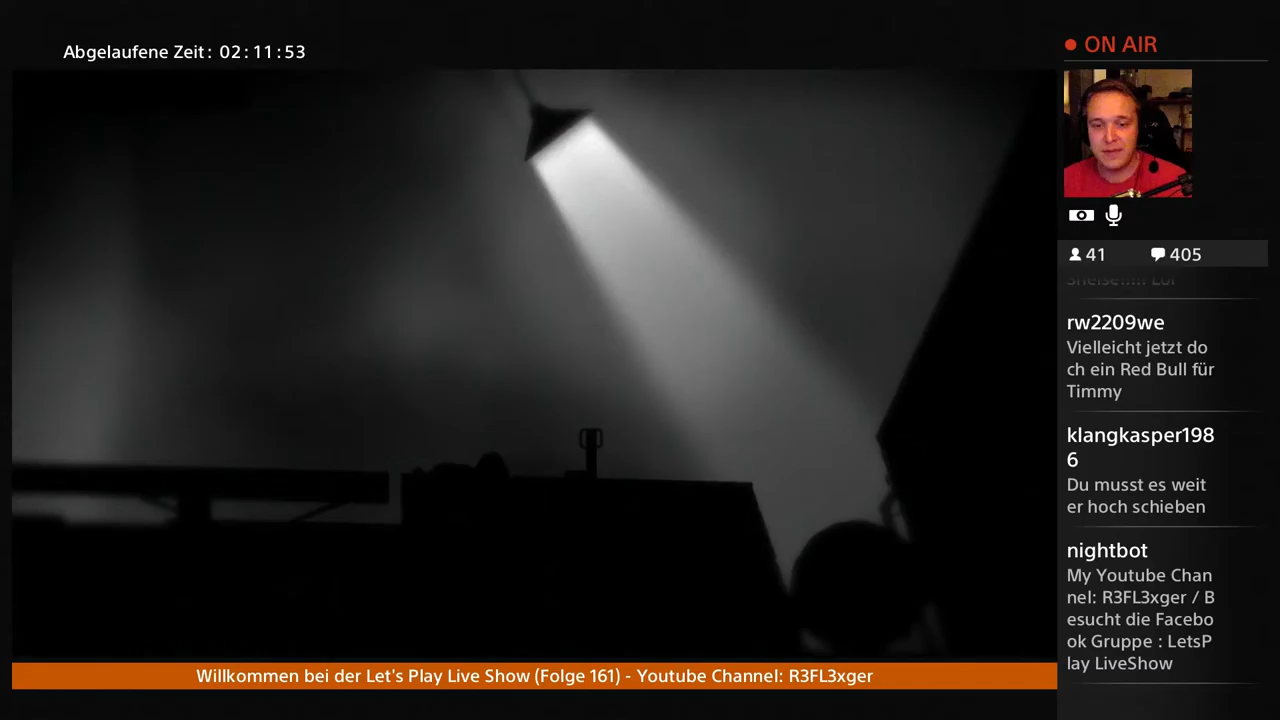 Abgelaufene Zeit: 02:11:53
ON AIR
41 405
rw2209we
Vielleicht jetzt do
ch ein Red Bull für
Timmy
klangkasper198
6
Du musst es weit
er hoch schieben
nightbot
My Youtube Chan
nel: R3FL3xger / B
esucht die Facebo
ok Gruppe : LetsP
lay LiveShow
Willkommen bei der Let's Play Live Show (Folge 161) - Youtube Channel: R3FL3xger